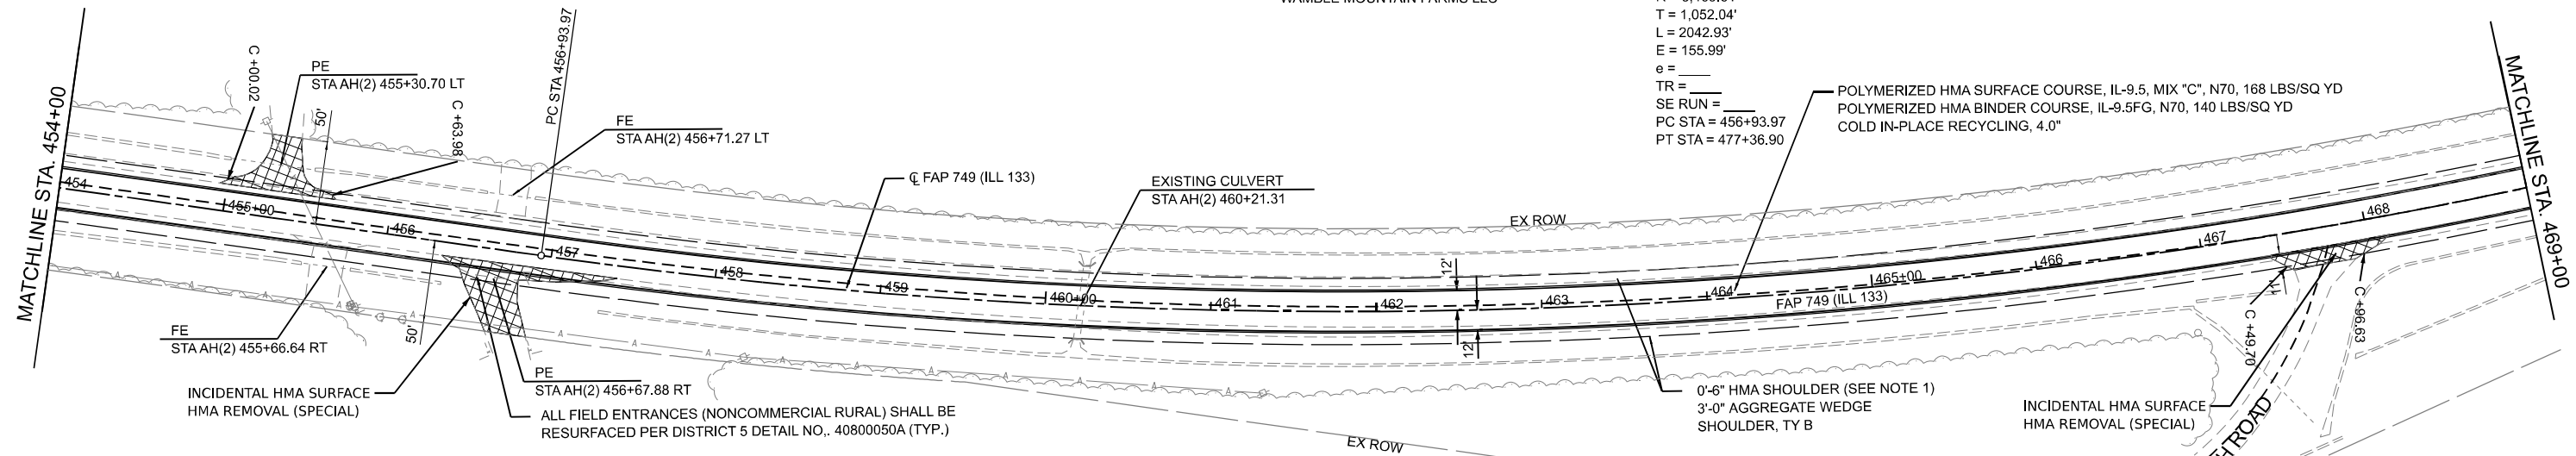 T = 1,052.04'
L = 2042.93'
E = 155.99'
e = ____
TR = ____
SE RUN = ____
PC STA = 456+93.97
PT STA = 477+36.90
POLYMERIZED HMA SURFACE COURSE, IL-9.5, MIX "C", N70, 168 LBS/SQ YD
POLYMERIZED HMA BINDER COURSE, IL-9.5FG, N70, 140 LBS/SQ YD
COLD IN-PLACE RECYCLING, 4.0"
MATCHLINE STA. 454+00
C +00.02
PE
STA AH(2) 455+30.70 LT
50'
C +63.98
PC STA 456+93.97
FE
STA AH(2) 456+71.27 LT
℄ FAP 749 (ILL 133)
EXISTING CULVERT
STA AH(2) 460+21.31
EX ROW
MATCHLINE STA. 469+00
454
455+00
456
457
458
459
460+00
461
462
463
464
465+00
466
467
468
12'
12'
FAP 749 (ILL 133)
A A A A A A A A A A A
50'
FE
STA AH(2) 455+66.64 RT
INCIDENTAL HMA SURFACE
HMA REMOVAL (SPECIAL)
PE
STA AH(2) 456+67.88 RT
ALL FIELD ENTRANCES (NONCOMMERCIAL RURAL) SHALL BE
RESURFACED PER DISTRICT 5 DETAIL NO,. 40800050A (TYP.)
EX ROW
0'-6" HMA SHOULDER (SEE NOTE 1)
3'-0" AGGREGATE WEDGE
SHOULDER, TY B
11'
C +49.70
C +96.63
INCIDENTAL HMA SURFACE
HMA REMOVAL (SPECIAL)
ROAD